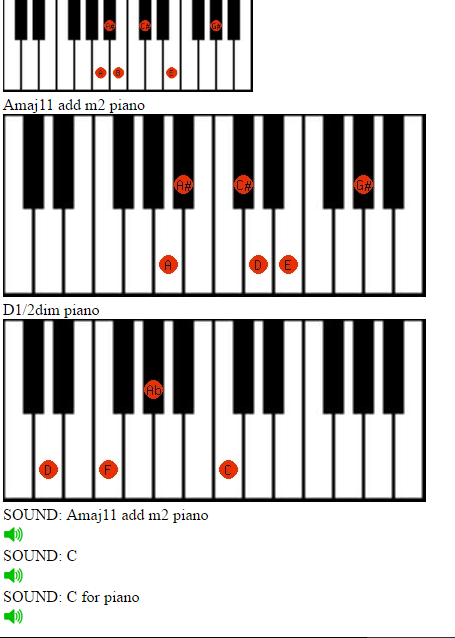 A# C# G#
A B E
Amaj11 add m2 piano
A# C# G#
A D E
D1/2dim piano
Ab
D F C
SOUND: Amaj11 add m2 piano
SOUND: C
SOUND: C for piano